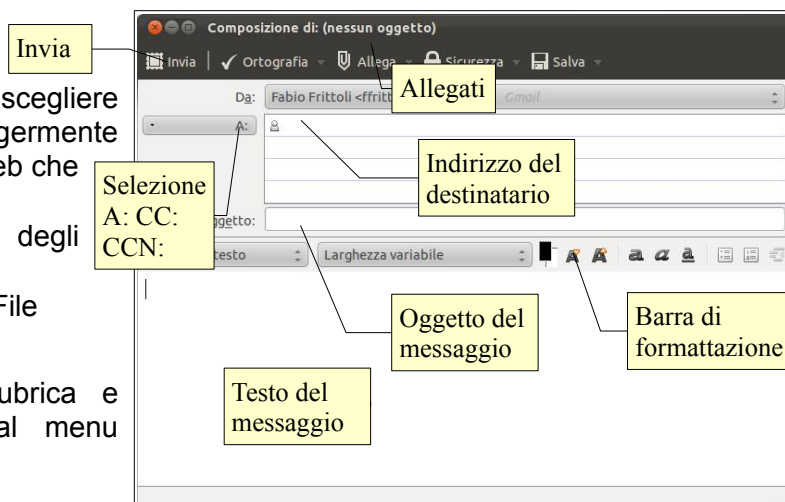 Composizione di: (nessun oggetto)
Invia
Invia Ortografia Allega Sicurezza Salva
scegliere
germente
eb che
degli
File
ubrica e
al menu
Da: Fabio Frittoli <ffritt Gmail
Allegati
A:
Indirizzo del
destinatario
Selezione
A: CC:
CCN:
ggetto:
testo Larghezza variabile a a a
Oggetto del
messaggio
Barra di
formattazione
Testo del
messaggio